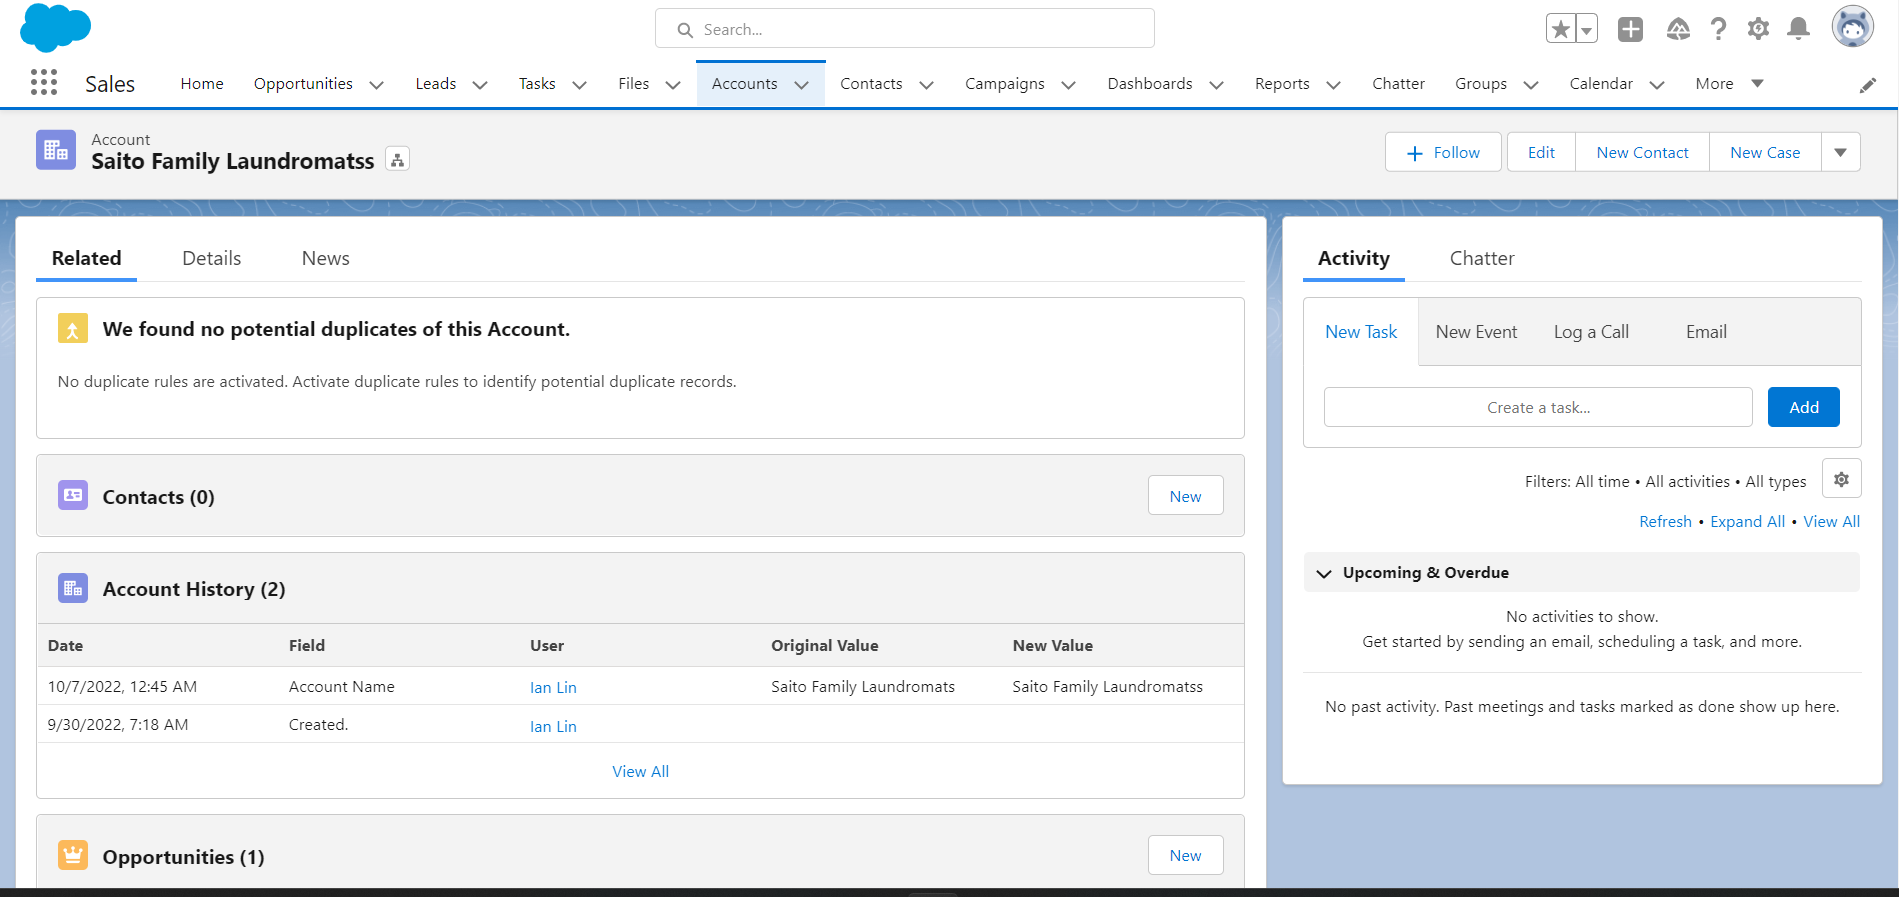 Search...
Sales
Home
Opportunities
Leads
Tasks
Files
Accounts
Contacts
Campaigns
Dashboards
Reports
Chatter
Groups
Calendar
More
Account
Saito Family Laundromatss
Follow
Edit
New Contact
New Case
Related
Details
News
We found no potential duplicates of this Account.
No duplicate rules are activated. Activate duplicate rules to identify potential duplicate records.
Contacts (0)
New
Account History (2)
Date Field User Original Value New Value
10/7/2022, 12:45 AM Account Name Ian Lin Saito Family Laundromats Saito Family Laundromatss
9/30/2022, 7:18 AM Created. Ian Lin
View All
Opportunities (1)
New
Activity
Chatter
New Task
New Event
Log a Call
Email
Create a task...
Add
Filters: All time • All activities • All types
Refresh • Expand All • View All
Upcoming & Overdue
No activities to show.
Get started by sending an email, scheduling a task, and more.
No past activity. Past meetings and tasks marked as done show up here.